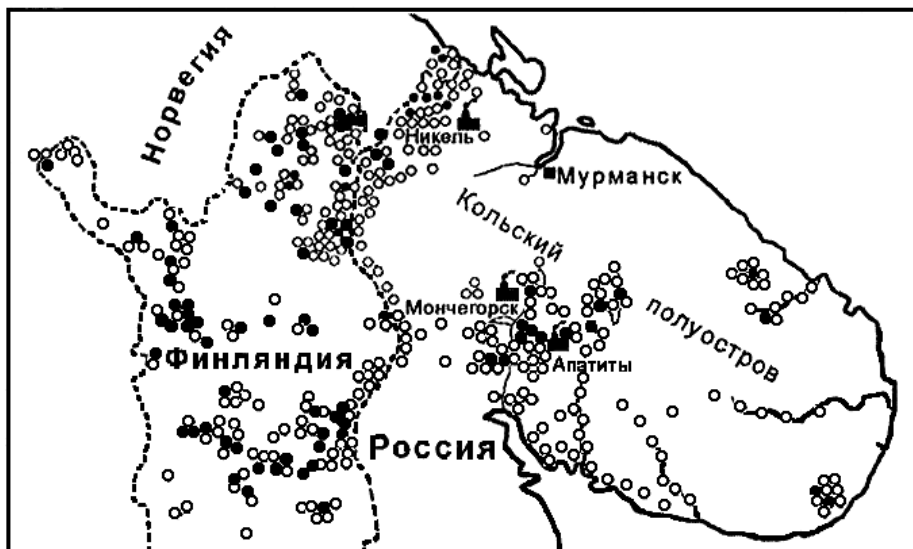 Норвегия
Никель
Мурманск
Кольский
полуостров
Мончегорск
Апатиты
Финляндия
Россия